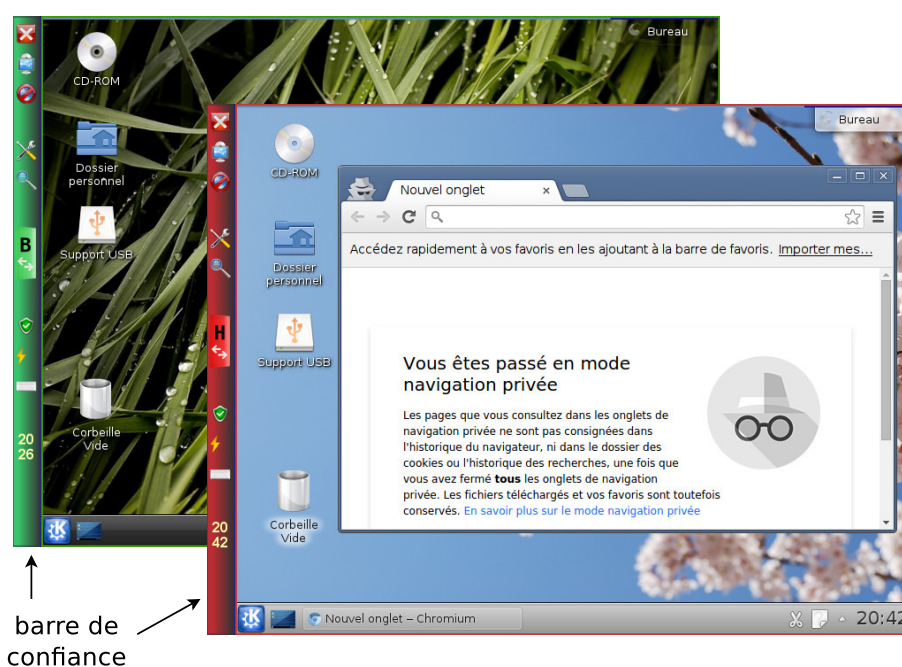 Bureau
CD-ROM
Dossier
personnel
B
Support USB
Corbeille
Vide
20
26
Bureau
CD-ROM
Dossier
personnel
H
Support USB
Corbeille
Vide
20
42
Nouvel onglet
Accédez rapidement à vos favoris en les ajoutant à la barre de favoris. Importer mes...
Vous êtes passé en mode
navigation privée
Les pages que vous consultez dans les onglets de
navigation privée ne sont pas consignées dans
l'historique du navigateur, ni dans le dossier des
cookies ou l'historique des recherches, une fois que
vous avez fermé tous les onglets de navigation
privée. Les fichiers téléchargés et vos favoris sont toutefois
conservés. En savoir plus sur le mode navigation privée
Nouvel onglet – Chromium
20:42
barre de
confiance